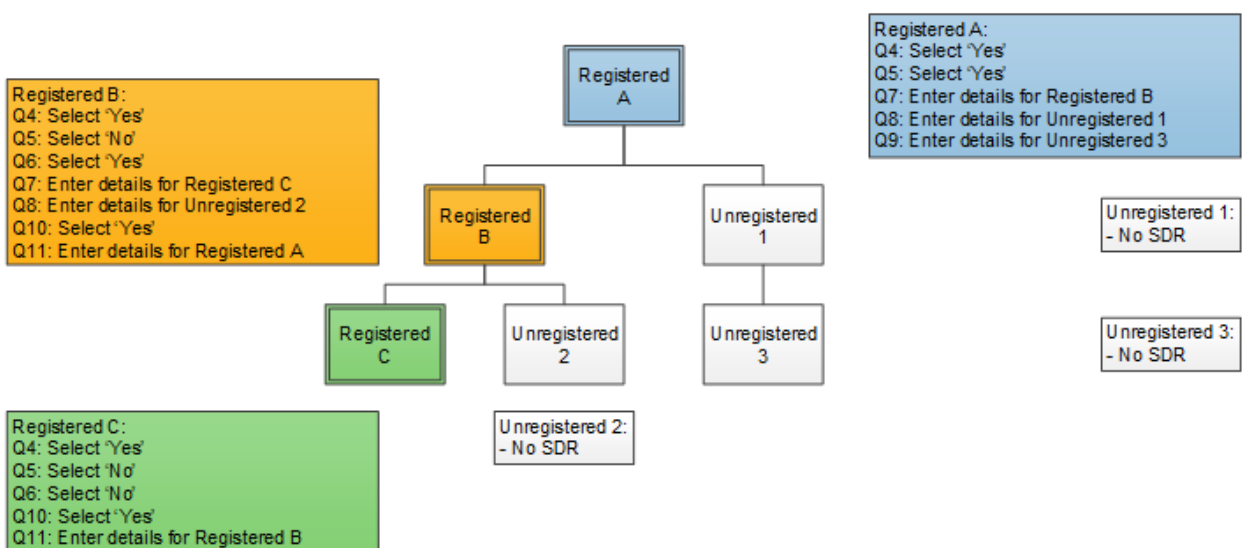 Registered A:
Q4: Select ‘Yes’
Q5: Select ‘Yes’
Q7: Enter details for Registered B
Q8: Enter details for Unregistered 1
Q9: Enter details for Unregistered 3
Registered
A
Registered B:
Q4: Select ‘Yes’
Q5: Select ‘No’
Q6: Select ‘Yes’
Q7: Enter details for Registered C
Q8: Enter details for Unregistered 2
Q10: Select ‘Yes’
Q11: Enter details for Registered A
Registered
B
Unregistered
1
Unregistered 1:
- No SDR
Registered
C
Unregistered
2
Unregistered
3
Unregistered 3:
- No SDR
Registered C:
Q4: Select ‘Yes’
Q5: Select ‘No’
Q6: Select ‘No’
Q10: Select ‘Yes’
Q11: Enter details for Registered B
Unregistered 2:
- No SDR